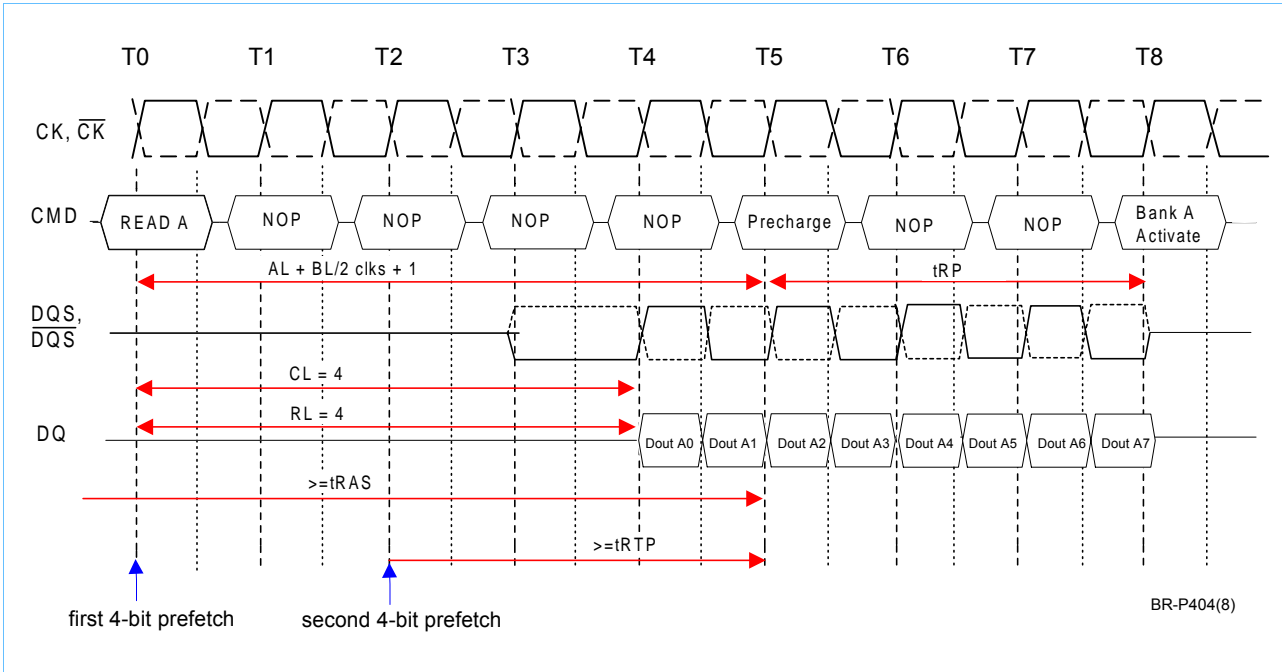 T0 T1 T2 T3 T4 T5 T6 T7 T8
CK, CK
CMD
READ A NOP NOP NOP NOP Precharge NOP NOP Bank A
Activate
AL + BL/2 clks + 1 tRP
DQS,
DQS
CL = 4
RL = 4
DQ
Dout A0 Dout A1 Dout A2 Dout A3 Dout A4 Dout A5 Dout A6 Dout A7
>=tRAS
>=tRTP
first 4-bit prefetch second 4-bit prefetch
BR-P404(8)